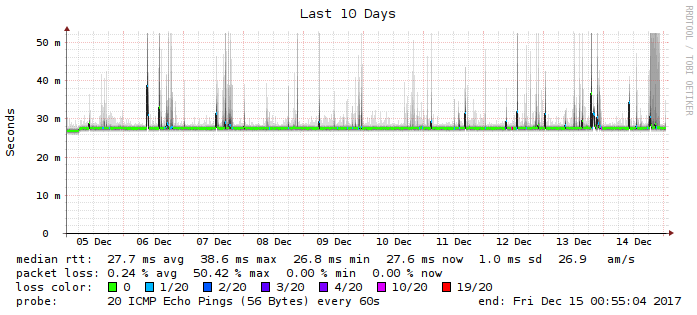 Last 10 Days
RRDTOOL / TOBI OETIKER
Seconds
50 m
40 m
30 m
20 m
10 m
0
05 Dec 06 Dec 07 Dec 08 Dec 09 Dec 10 Dec 11 Dec 12 Dec 13 Dec 14 Dec
median rtt: 27.7 ms avg 38.6 ms max 26.8 ms min 27.6 ms now 1.0 ms sd 26.9 am/s
packet loss: 0.24 % avg 50.42 % max 0.00 % min 0.00 % now
loss color: 0 1/20 2/20 3/20 4/20 10/20 19/20
probe: 20 ICMP Echo Pings (56 Bytes) every 60s end: Fri Dec 15 00:55:04 2017